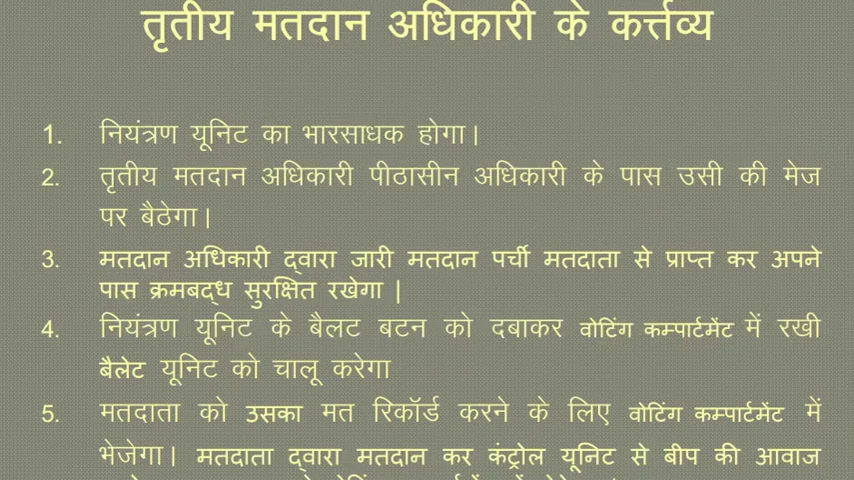 तृतीय मतदान अधिकारी के कर्त्तव्य
1. नियंत्रण यूनिट का भारसाधक होगा।
2. तृतीय मतदान अधिकारी पीठासीन अधिकारी के पास उसी की मेज
पर बैठेगा।
3. मतदान अधिकारी द्वारा जारी मतदान पर्ची मतदाता से प्राप्त कर अपने
पास क्रमबद्ध सुरक्षित रखेगा |
4. नियंत्रण यूनिट के बैलट बटन को दबाकर वोटिंग कम्पार्टमेंट में रखी
बैलेट यूनिट को चालू करेगा
5. मतदाता को उसका मत रिकॉर्ड करने के लिए वोटिंग कम्पार्टमेंट में
भेजेगा। मतदाता द्वारा मतदान कर कंट्रोल यूनिट से बीप की आवाज